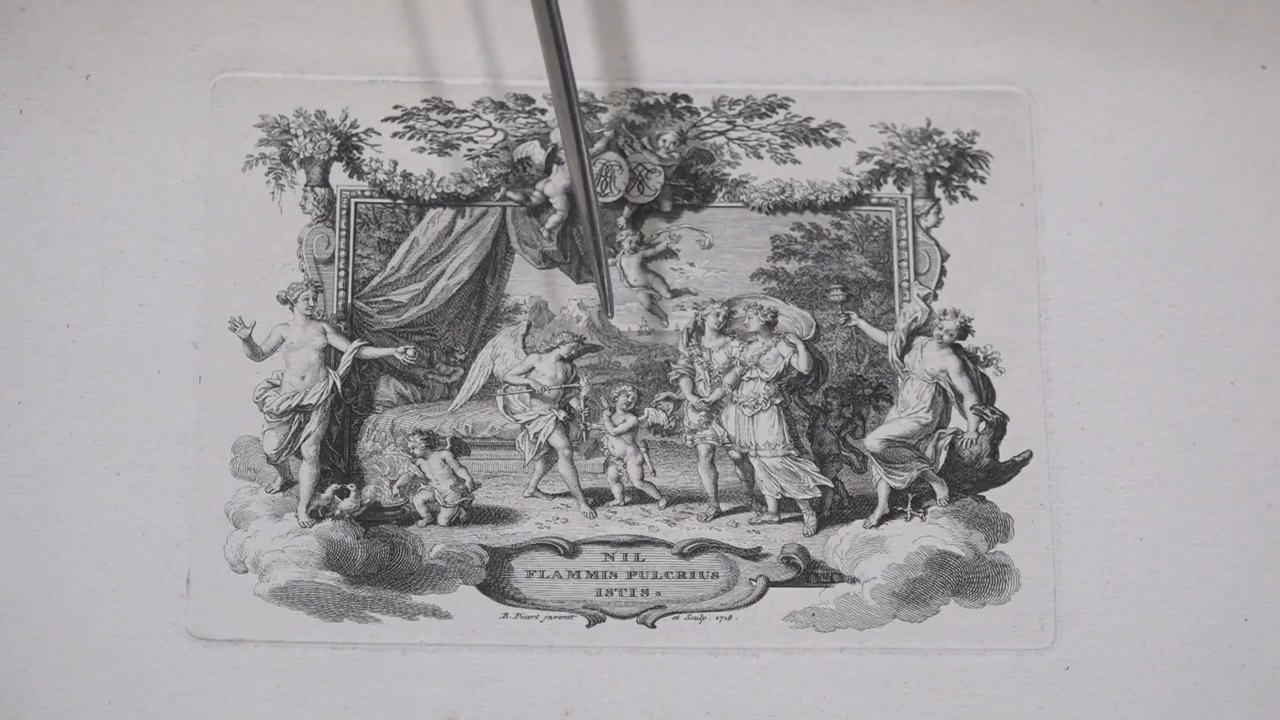 NIL
FLAMMIS PULCRIUS
ISTIS.
B. Picart invenit et Sculp. 1718.